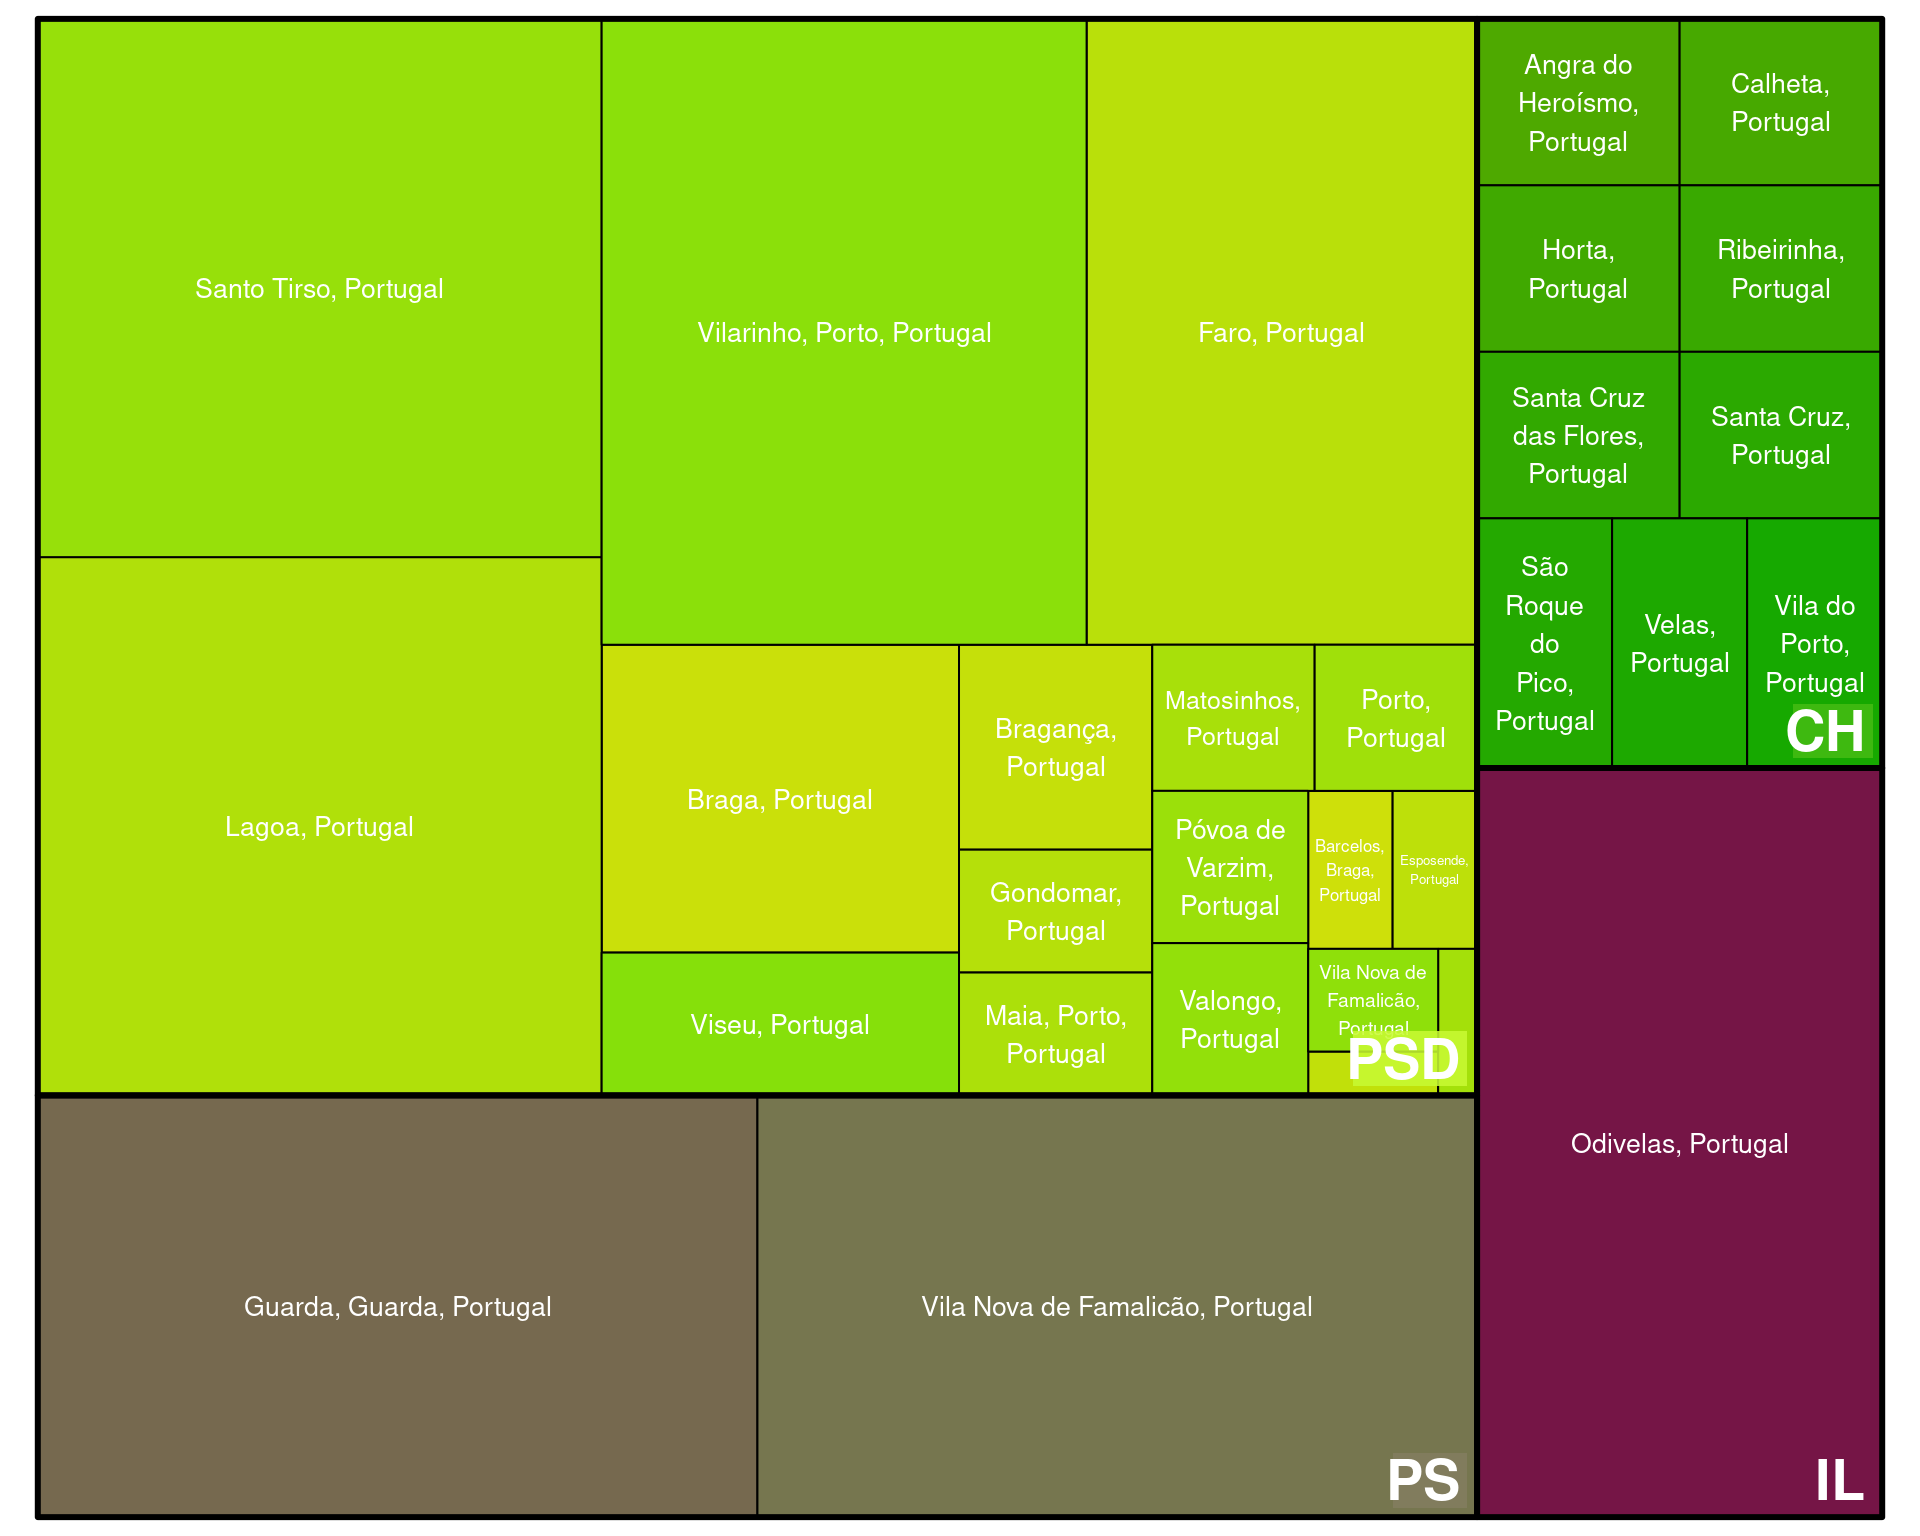 Santo Tirso, Portugal
Lagoa, Portugal
Vilarinho, Porto, Portugal
Faro, Portugal
Braga, Portugal
Viseu, Portugal
Bragança,
Portugal
Gondomar,
Portugal
Maia, Porto,
Portugal
Matosinhos,
Portugal
Porto,
Portugal
Póvoa de
Varzim,
Portugal
Valongo,
Portugal
Barcelos,
Braga,
Portugal
Esposende,
Portugal
Vila Nova de
Famalicão,
Portugal
PSD
Guarda, Guarda, Portugal
Vila Nova de Famalicão, Portugal
PS
Angra do
Heroísmo,
Portugal
Calheta,
Portugal
Horta,
Portugal
Ribeirinha,
Portugal
Santa Cruz
das Flores,
Portugal
Santa Cruz,
Portugal
São
Roque
do
Pico,
Portugal
Velas,
Portugal
Vila do
Porto,
Portugal
CH
Odivelas, Portugal
IL